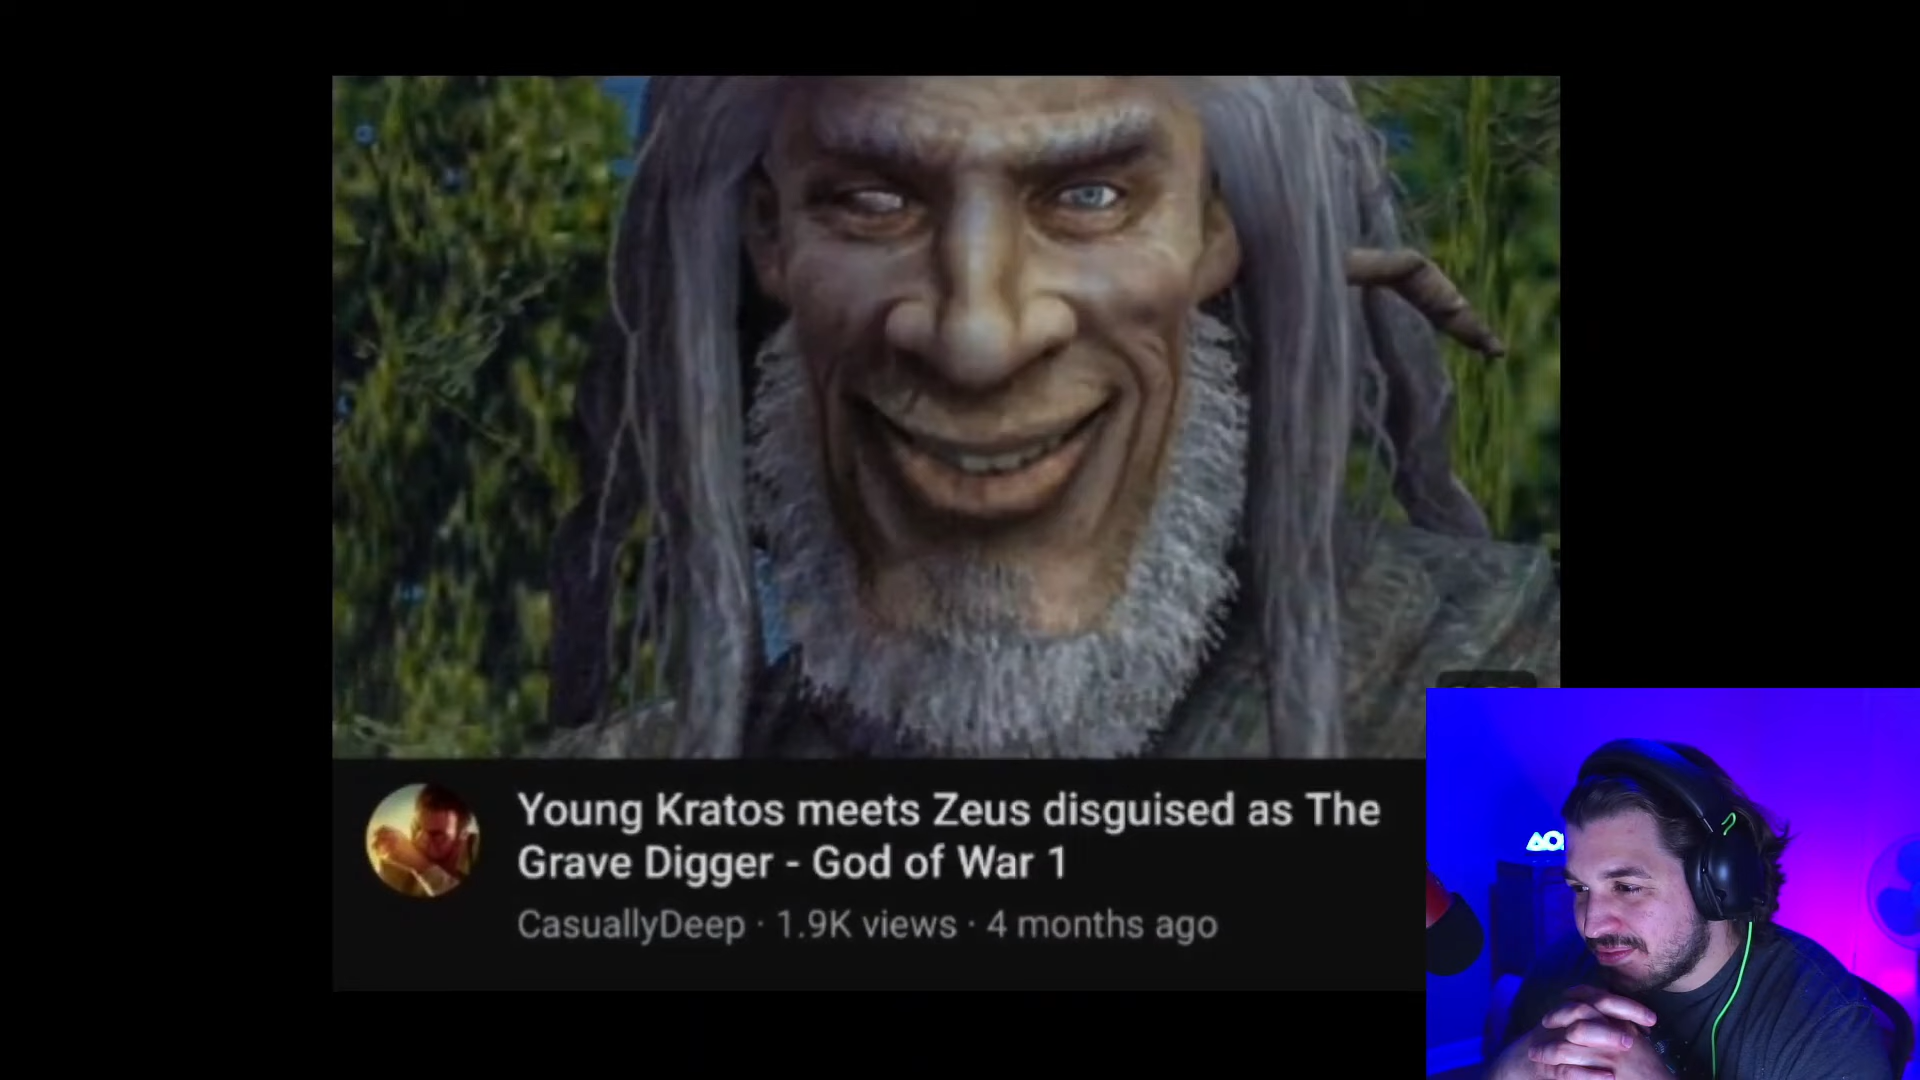 Young Kratos meets Zeus disguised as The
Grave Digger - God of War 1
CasuallyDeep · 1.9K views · 4 months ago